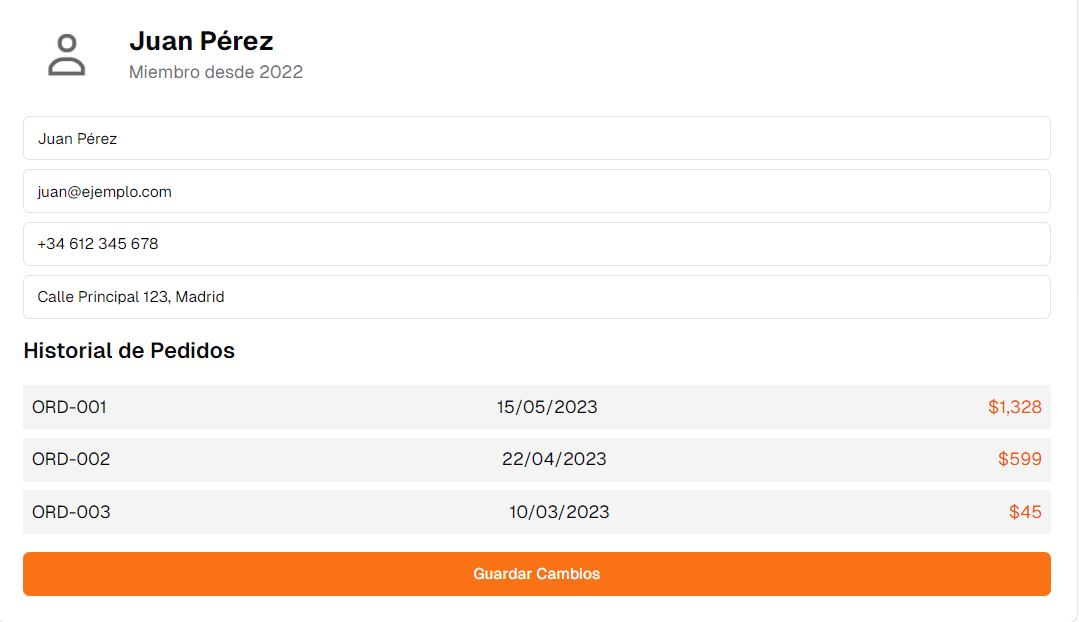 Juan Pérez
Miembro desde 2022
Juan Pérez
juan@ejemplo.com
+34 612 345 678
Calle Principal 123, Madrid
Historial de Pedidos
ORD-001 15/05/2023 $1,328
ORD-002 22/04/2023 $599
ORD-003 10/03/2023 $45
Guardar Cambios